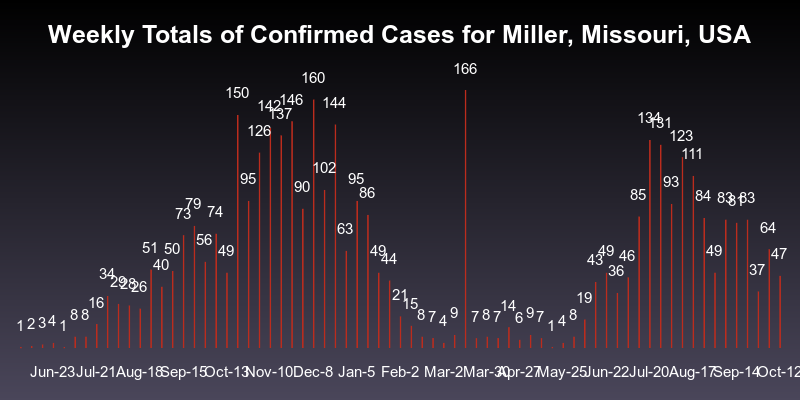 Weekly Totals of Confirmed Cases for Miller, Missouri, USA
1 2 3 4 1 8 8 16 34 29 28 26 51 40 50 73 79 56 74 49 150 95 126 142 137 146 90 160 102 144 63 95 86 49 44 21 15 8 7 4 9 166 7 8 7 14 6 9 7 1 4 8 19 43 49 36 46 85 134 131 93 123 111 84 49 83 81 83 37 64 47
Jun-23 Jul-21 Aug-18 Sep-15 Oct-13 Nov-10 Dec-8 Jan-5 Feb-2 Mar-2 Mar-30 Apr-27 May-25 Jun-22 Jul-20 Aug-17 Sep-14 Oct-12